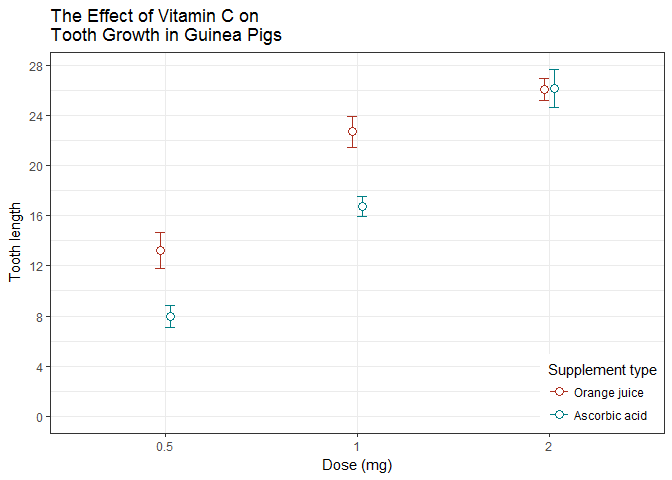 The Effect of Vitamin C on
Tooth Growth in Guinea Pigs
28
24
20
16
12
8
4
0
Tooth length
0.5
1
2
Dose (mg)
Supplement type
Orange juice
Ascorbic acid